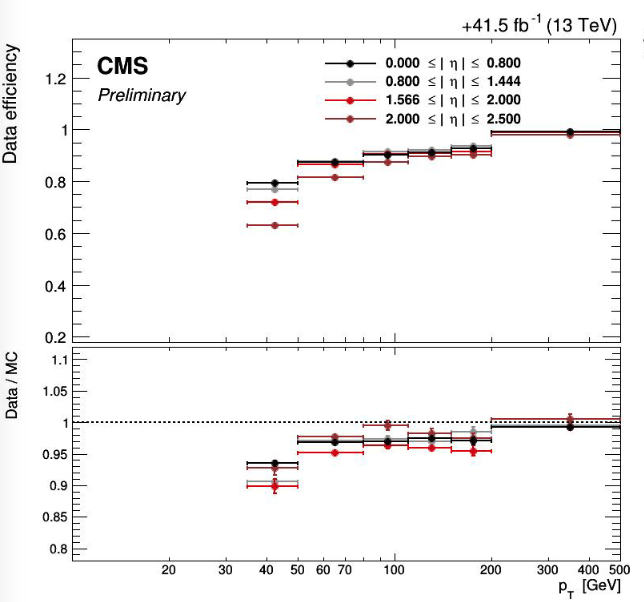 +41.5 fb⁻¹ (13 TeV)
CMS
Preliminary
0.000 ≤ | η | ≤ 0.800
0.800 ≤ | η | ≤ 1.444
1.566 ≤ | η | ≤ 2.000
2.000 ≤ | η | ≤ 2.500
Data efficiency
1.2
1
0.8
0.6
0.4
0.2
Data / MC
1.1
1.05
1
0.95
0.9
0.85
0.8
20 30 40 50 60 70 100 200 300 400 500
p_T [GeV]